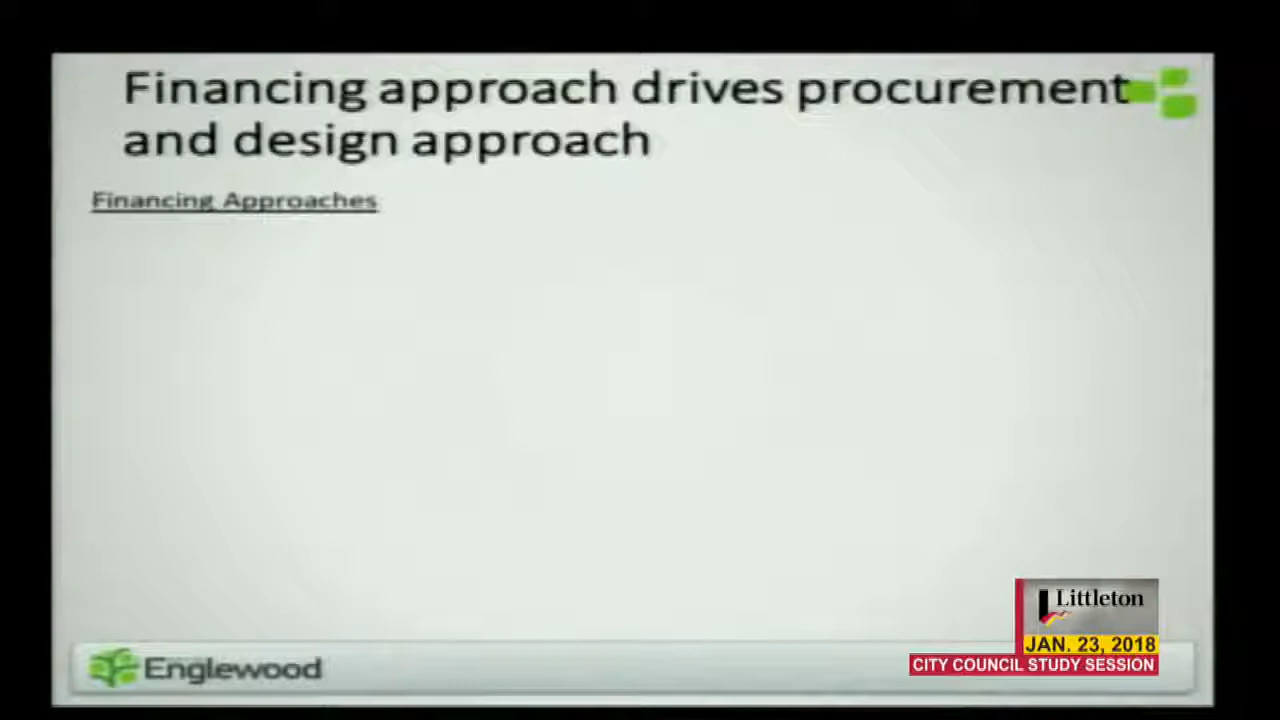 Financing approach drives procurement
and design approach
Financing Approaches
Littleton
JAN. 23, 2018
CITY COUNCIL STUDY SESSION
Englewood